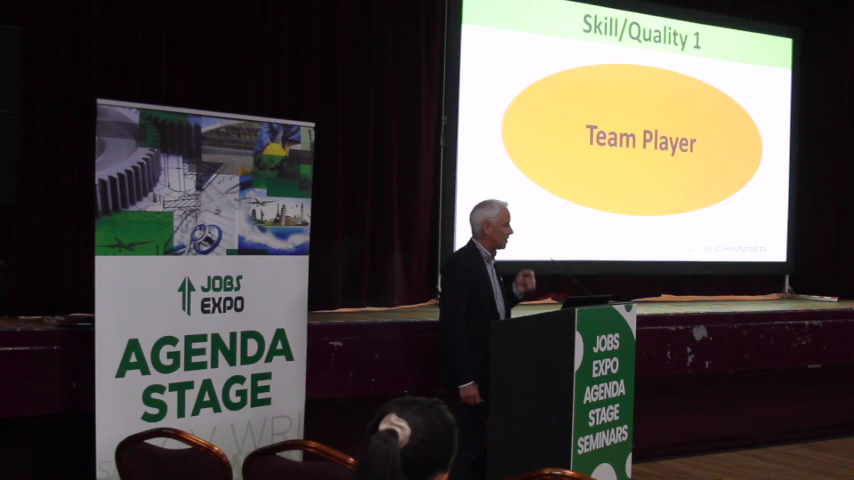 Skill/Quality 1
Team Player
JOBS
EXPO
AGENDA
STAGE
JOBS
EXPO
AGENDA
STAGE
SEMINARS